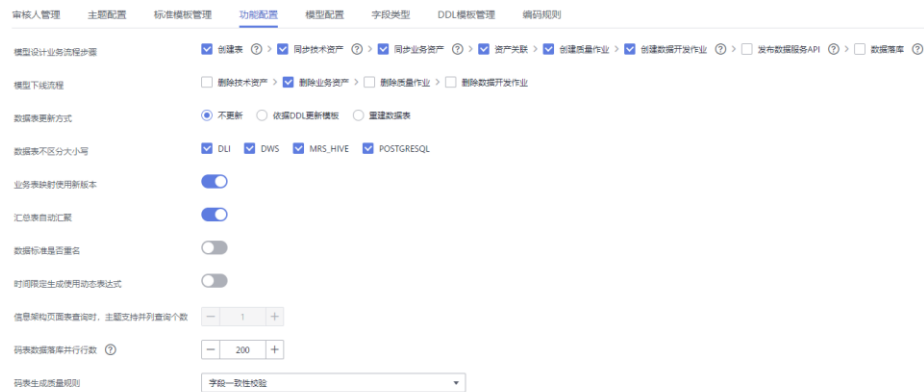 审核人管理 主题配置 标准模板管理 功能配置 模型配置 字段类型 DDL模板管理 编码规则
模型设计业务流程步骤 创建表 ? > 同步技术资产 ? > 同步业务资产 ? > 资产关联 > 创建质量作业 > 创建数据开发作业 ? > 发布数据服务API ? > 数据落库 ?
模型下线流程 删除技术资产 > 删除业务资产 > 删除质量作业 > 删除数据开发作业
数据表更新方式 不更新 依据DDL更新模板 重建数据表
数据表不区分大小写 DLI DWS MRS_HIVE POSTGRESQL
业务表映射使用新版本
汇总表自动汇聚
数据标准是否重名
时间限定生成使用动态表达式
信息架构页面表查询时，主题支持并列查询个数 — 1 +
码表数据落库并行行数 ? — 200 +
码表生成质量规则 字段一致性校验